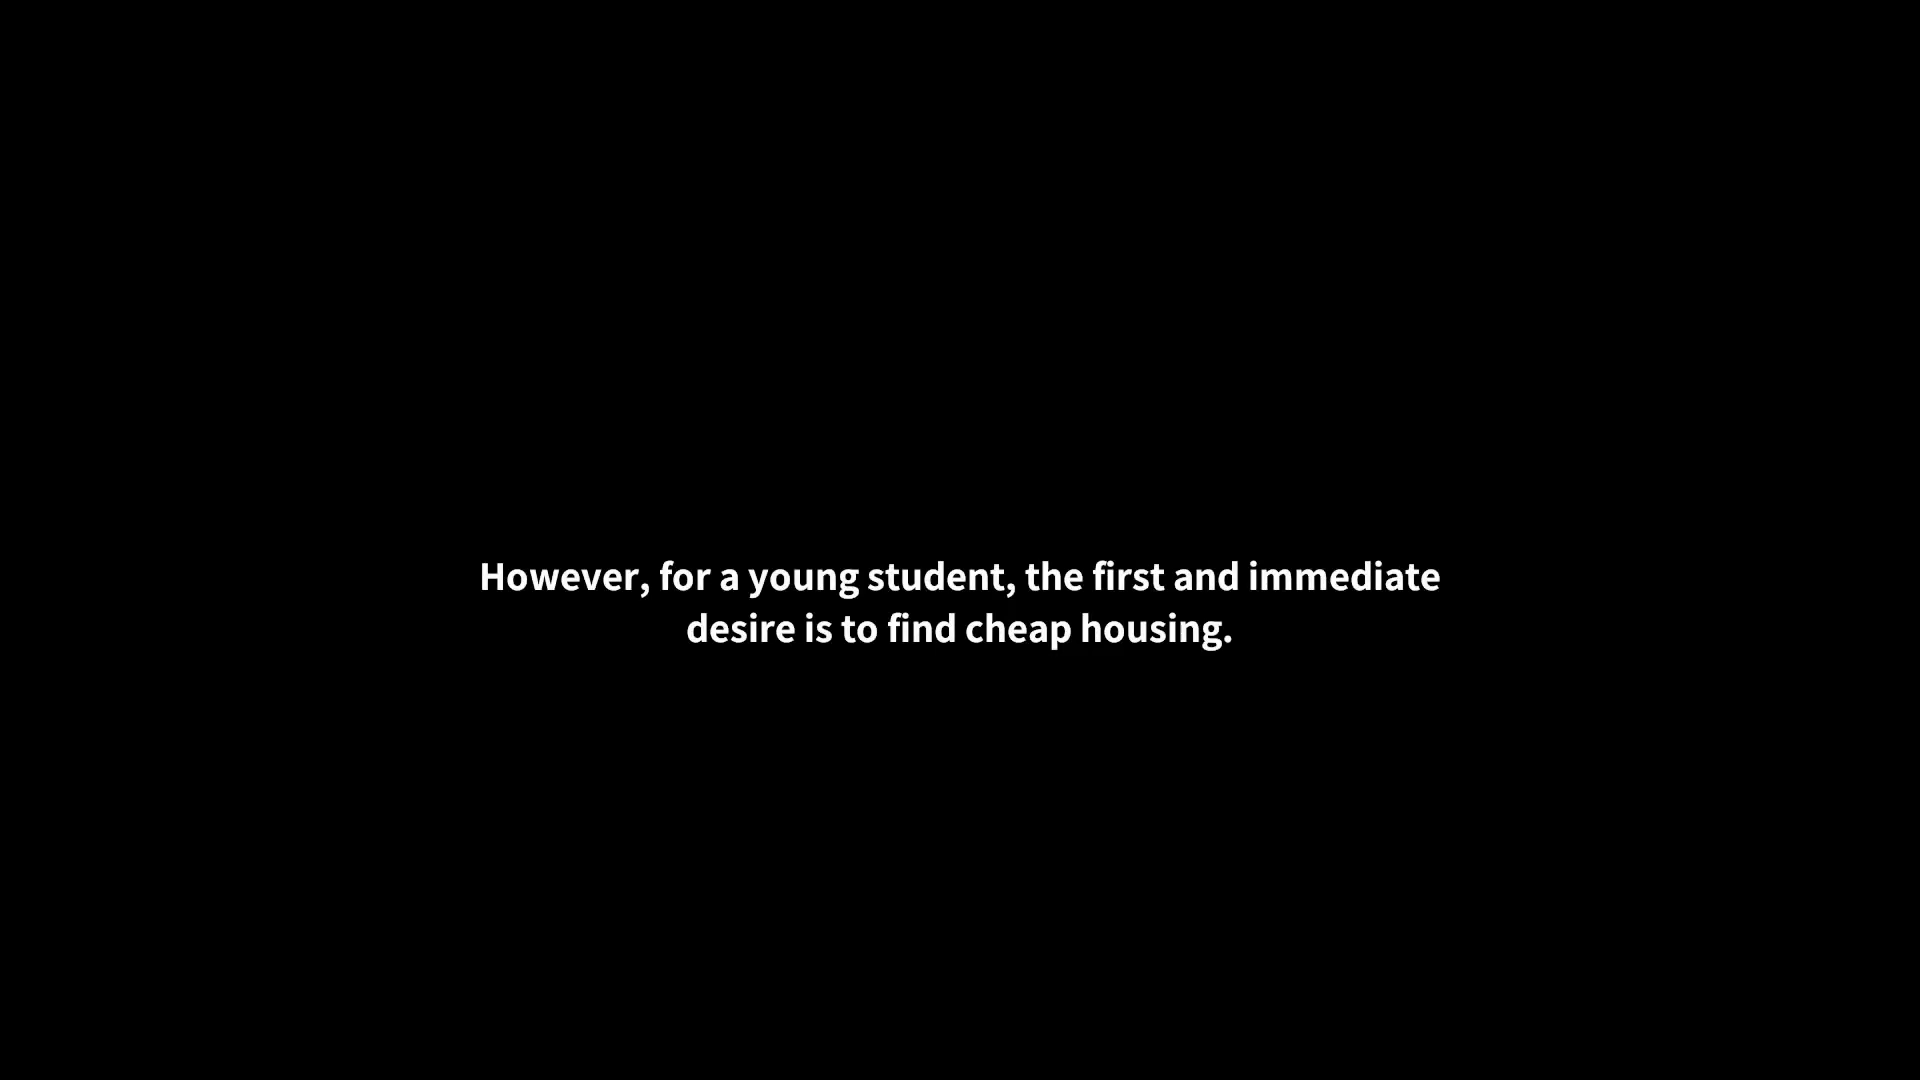 However, for a young student, the first and immediate
desire is to find cheap housing.